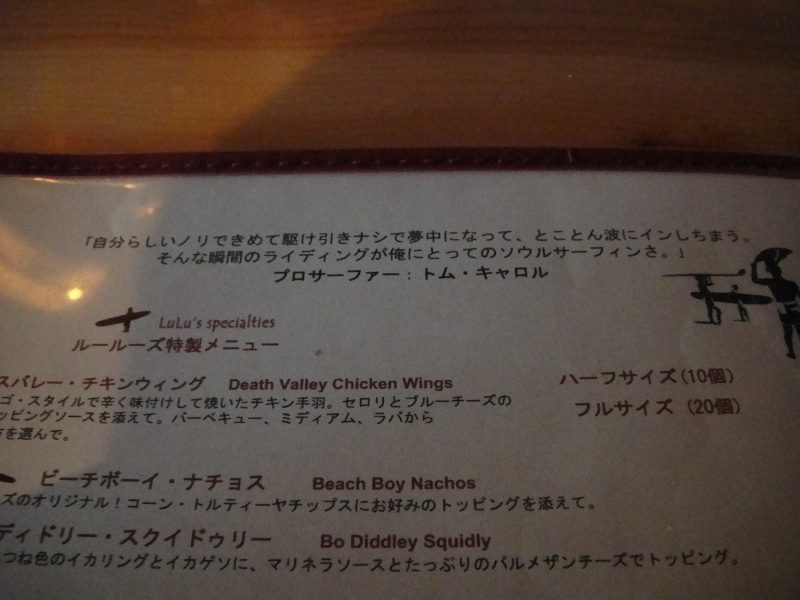 「自分らしいノリできめて駆け引きナシで夢中になって、とことん波にインしちまう。
そんな瞬間のライディングが俺にとってのソウルサーフィンさ。」
プロサーファー：トム・キャロル
LuLu's specialties
ルールーズ特製メニュー
スバレー・チキンウィング Death Valley Chicken Wings ハーフサイズ(10個)
ゴ・スタイルで辛く味付けして焼いたチキン手羽。セロリとブルーチーズの フルサイズ (20個)
ッピングソースを添えて。バーベキュー、ミディアム、ラバから
を選んで。
ビーチボーイ・ナチョス Beach Boy Nachos
ズのオリジナル！コーン・トルティーヤチップスにお好みのトッピングを添えて。
ディドリー・スクイドゥリー Bo Diddley Squidly
つね色のイカリングとイカゲソに、マリネラソースとたっぷりのパルメザンチーズでトッピング。